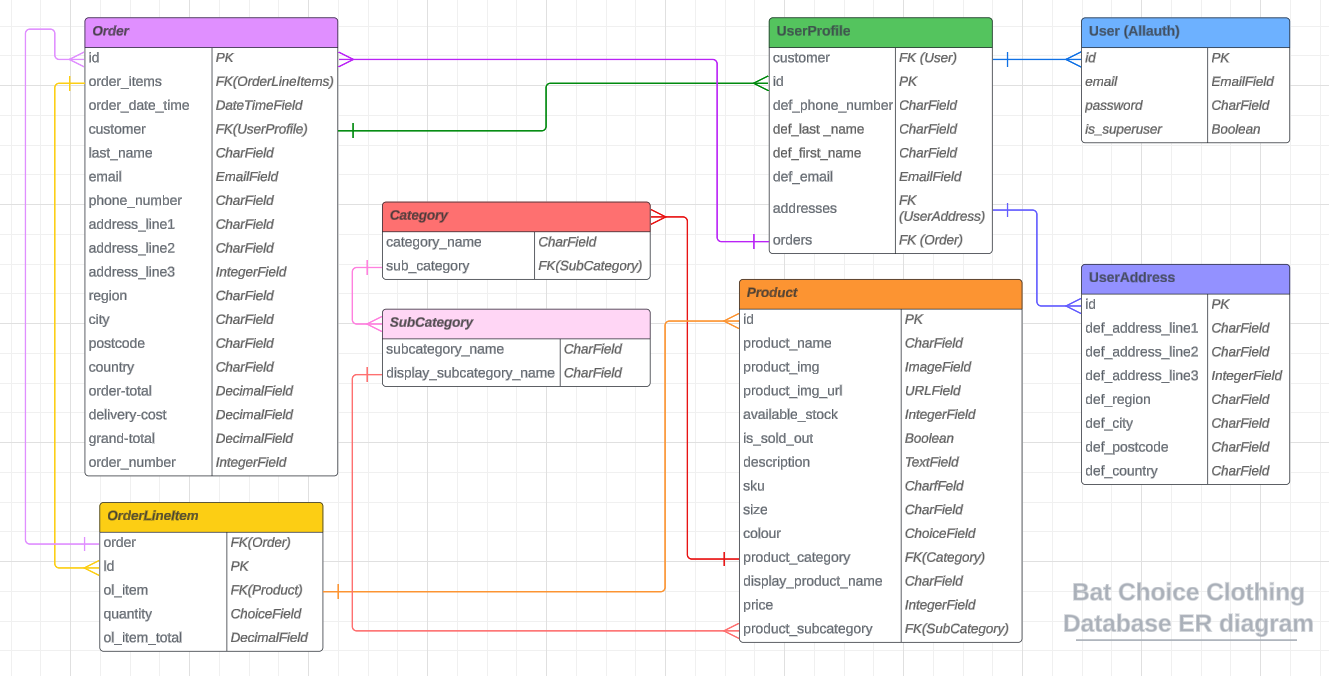 Order
id PK
order_items FK(OrderLineItems)
order_date_time DateTimeField
customer FK(UserProfile)
last_name CharField
email EmailField
phone_number CharField
address_line1 CharField
address_line2 CharField
address_line3 IntegerField
region CharField
city CharField
postcode CharField
country CharField
order-total DecimalField
delivery-cost DecimalField
grand-total DecimalField
order_number IntegerField
OrderLineItem
order FK(Order)
Id PK
ol_item FK(Product)
quantity ChoiceField
ol_item_total DecimalField
Category
category_name CharField
sub_category FK(SubCategory)
SubCategory
subcategory_name CharField
display_subcategory_name CharField
UserProfile
customer FK (User)
id PK
def_phone_number CharField
def_last _name CharField
def_first_name CharField
def_email EmailField
addresses FK
(UserAddress)
orders FK (Order)
Product
id PK
product_name CharField
product_img ImageField
product_img_url URLField
available_stock IntegerField
is_sold_out Boolean
description TextField
sku CharfFeld
size CharField
colour ChoiceField
product_category FK(Category)
display_product_name CharField
price IntegerField
product_subcategory FK(SubCategory)
User (Allauth)
id PK
email EmailField
password CharField
is_superuser Boolean
UserAddress
id PK
def_address_line1 CharField
def_address_line2 CharField
def_address_line3 IntegerField
def_region CharField
def_city CharField
def_postcode CharField
def_country CharField
Bat Choice Clothing
Database ER diagram